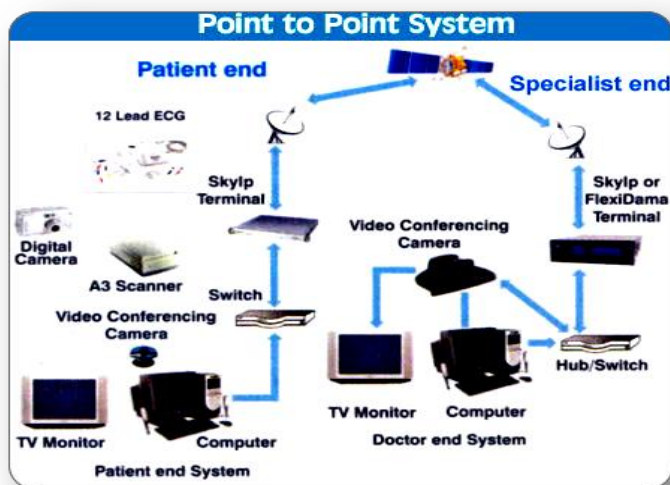 Point to Point System
Patient end
Specialist end
12 Lead ECG
SkyIp
Terminal
SkyIp or
FlexiDama
Terminal
Digital
Camera
A3 Scanner
Video Conferencing
Camera
Switch
Video Conferencing
Camera
TV Monitor
Computer
Patient end System
TV Monitor
Computer
Hub/Switch
Doctor end System